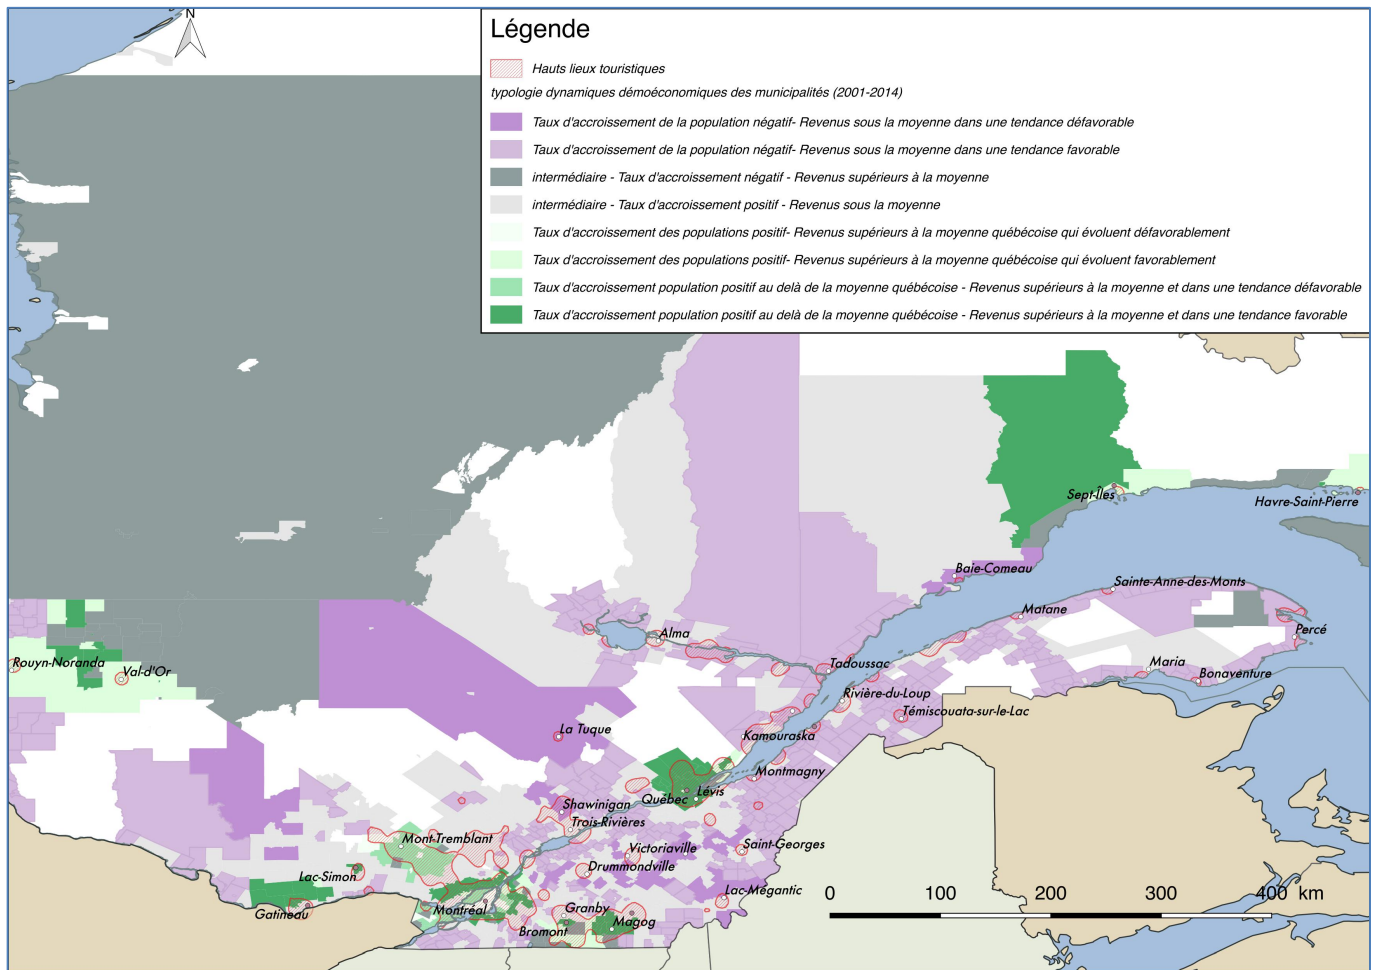 N
Légende
Hauts lieux touristiques
typologie dynamiques démoéconomiques des municipalités (2001-2014)
Taux d'accroissement de la population négatif- Revenus sous la moyenne dans une tendance défavorable
Taux d'accroissement de la population négatif- Revenus sous la moyenne dans une tendance favorable
intermédiaire - Taux d'accroissement négatif - Revenus supérieurs à la moyenne
intermédiaire - Taux d'accroissement positif - Revenus sous la moyenne
Taux d'accroissement des populations positif- Revenus supérieurs à la moyenne québécoise qui évoluent défavorablement
Taux d'accroissement des populations positif- Revenus supérieurs à la moyenne québécoise qui évoluent favorablement
Taux d'accroissement population positif au delà de la moyenne québécoise - Revenus supérieurs à la moyenne et dans une tendance défavorable
Taux d'accroissement population positif au delà de la moyenne québécoise - Revenus supérieurs à la moyenne et dans une tendance favorable
Sept-Îles
Havre-Saint-Pierre
Baie-Comeau
Sainte-Anne-des-Monts
Matane
Percé
Alma
Rouyn-Noranda
Val-d'Or
Tadoussac
Maria
Bonaventure
Rivière-du-Loup
Témiscouata-sur-le-Lac
La Tuque
Kamouraska
Montmagny
Québec
Lévis
Shawinigan
Trois-Rivières
Mont-Tremblant
Victoriaville
Saint-Georges
Drummondville
Lac-Simon
Lac-Mégantic
Gatineau
Montréal
Granby
Magog
Bromont
0 100 200 300 400 km